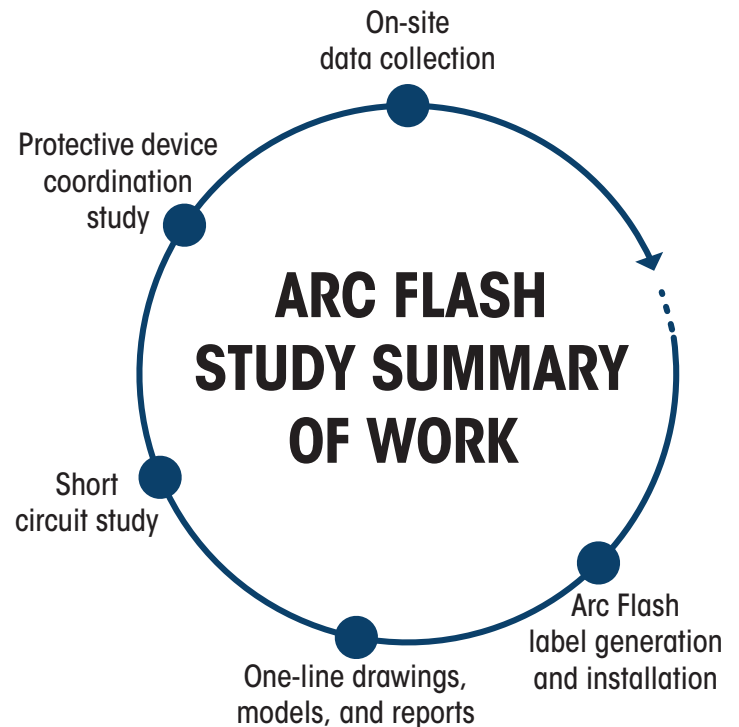 On-site
data collection
Protective device
coordination
study
ARC FLASH
STUDY SUMMARY
OF WORK
Short
circuit study
Arc Flash
label generation
and installation
One-line drawings,
models, and reports